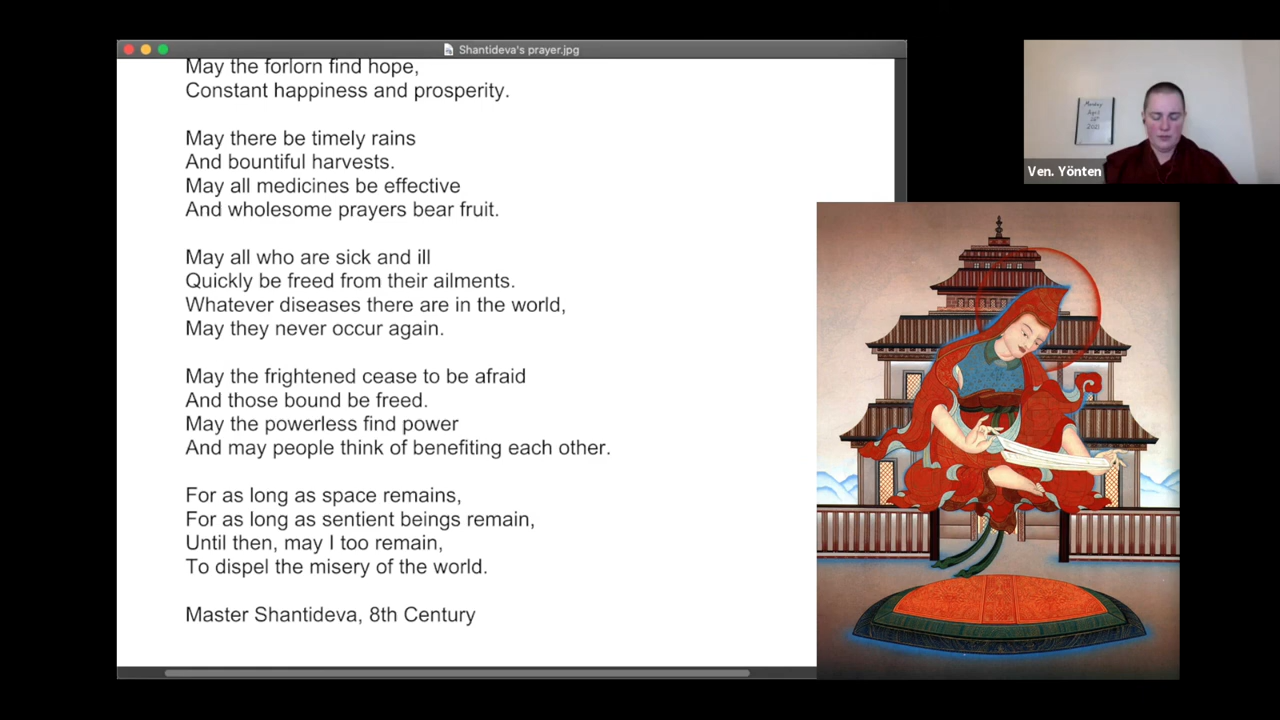 Shantideva's prayer.jpg
May the forlorn find hope,
Constant happiness and prosperity.
May there be timely rains
And bountiful harvests.
May all medicines be effective
And wholesome prayers bear fruit.
May all who are sick and ill
Quickly be freed from their ailments.
Whatever diseases there are in the world,
May they never occur again.
May the frightened cease to be afraid
And those bound be freed.
May the powerless find power
And may people think of benefiting each other.
For as long as space remains,
For as long as sentient beings remain,
Until then, may I too remain,
To dispel the misery of the world.
Master Shantideva, 8th Century
Monday
April
2021
Ven. Yönten